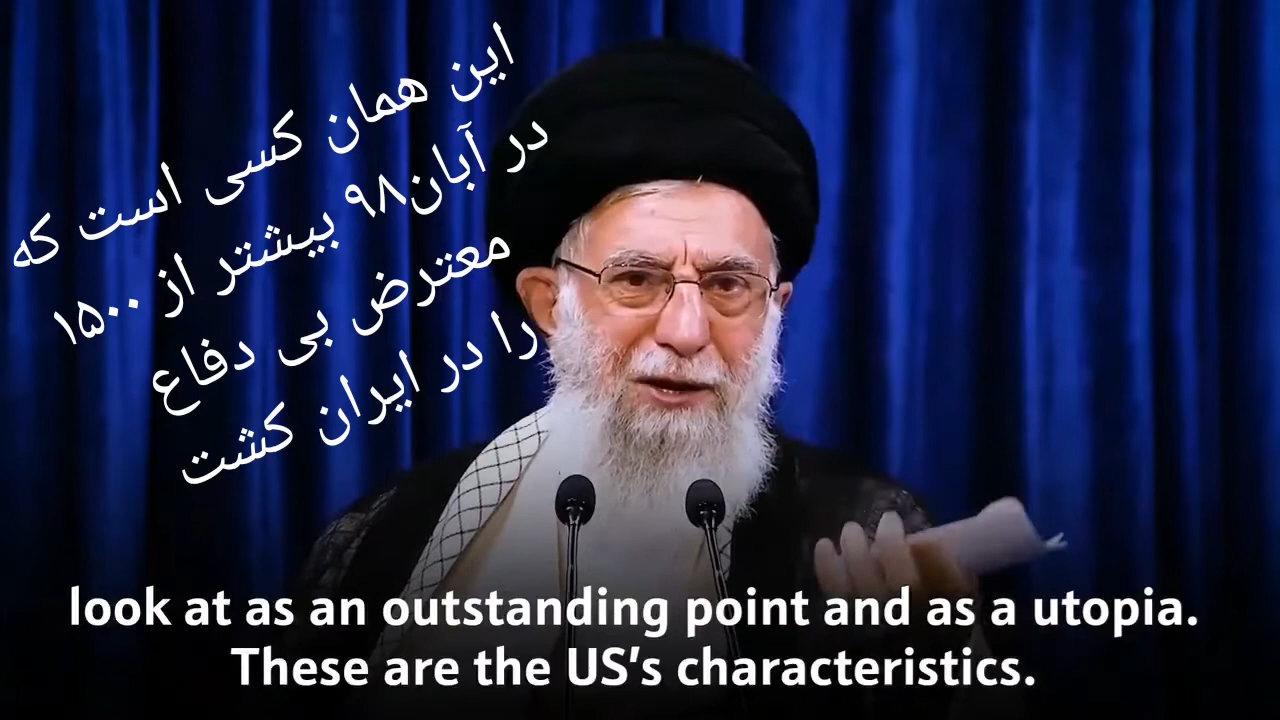 این همان کسی است که
در آبان۹۸ بیشتر از ۱۵۰۰
معترض بی دفاع
را در ایران کشت
look at as an outstanding point and as a utopia.
These are the US's characteristics.